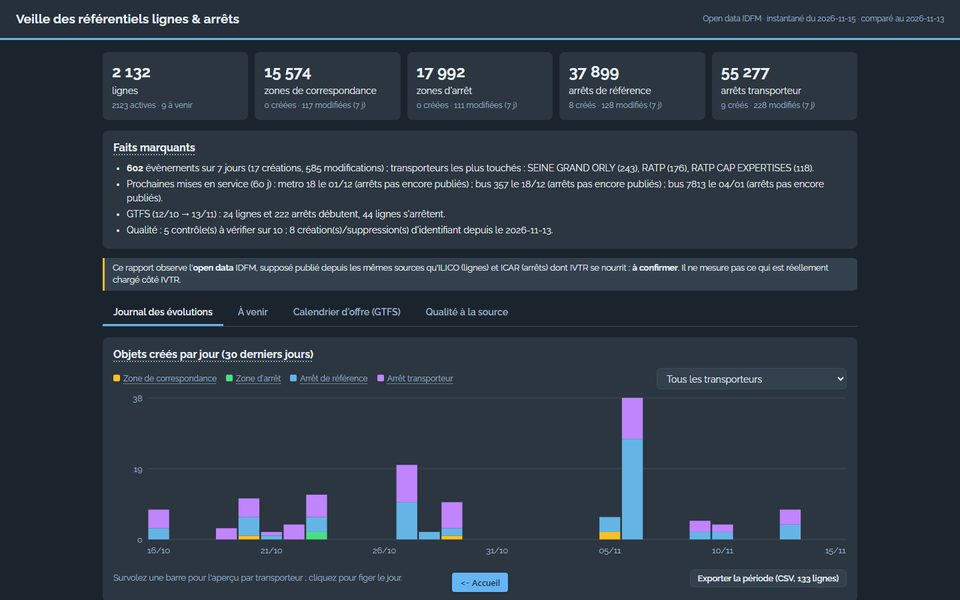 Veille des référentiels lignes & arrêts
Open data IDFM · instantané du 2026-11-15 · comparé au 2026-11-13
2 132
lignes
2123 actives · 9 à venir
15 574
zones de correspondance
0 créées · 117 modifiées (7 j)
17 992
zones d'arrêt
0 créées · 111 modifiées (7 j)
37 899
arrêts de référence
8 créés · 128 modifiés (7 j)
55 277
arrêts transporteur
9 créés · 228 modifiés (7 j)
Faits marquants
• 602 évènements sur 7 jours (17 créations, 585 modifications) ; transporteurs les plus touchés : SEINE GRAND ORLY (243), RATP (176), RATP CAP EXPERTISES (118).
• Prochaines mises en service (60 j) : metro 18 le 01/12 (arrêts pas encore publiés) ; bus 357 le 18/12 (arrêts pas encore publiés) ; bus 7813 le 04/01 (arrêts pas encore
publiés).
• GTFS (12/10 → 13/11) : 24 lignes et 222 arrêts débutent, 44 lignes s'arrêtent.
• Qualité : 5 contrôle(s) à vérifier sur 10 ; 8 création(s)/suppression(s) d'identifiant depuis le 2026-11-13.
Ce rapport observe l'open data IDFM, supposé publié depuis les mêmes sources qu'ILICO (lignes) et ICAR (arrêts) dont IVTR se nourrit : à confirmer. Il ne mesure pas ce qui est réellement
chargé côté IVTR.
Journal des évolutions
À venir
Calendrier d'offre (GTFS)
Qualité à la source
Objets créés par jour (30 derniers jours)
Zone de correspondance
Zone d'arrêt
Arrêt de référence
Arrêt transporteur
Tous les transporteurs
38
19
0
16/10
21/10
26/10
31/10
05/11
10/11
15/11
Survolez une barre pour l'aperçu par transporteur ; cliquez pour figer le jour.
<- Accueil
Exporter la période (CSV, 133 lignes)